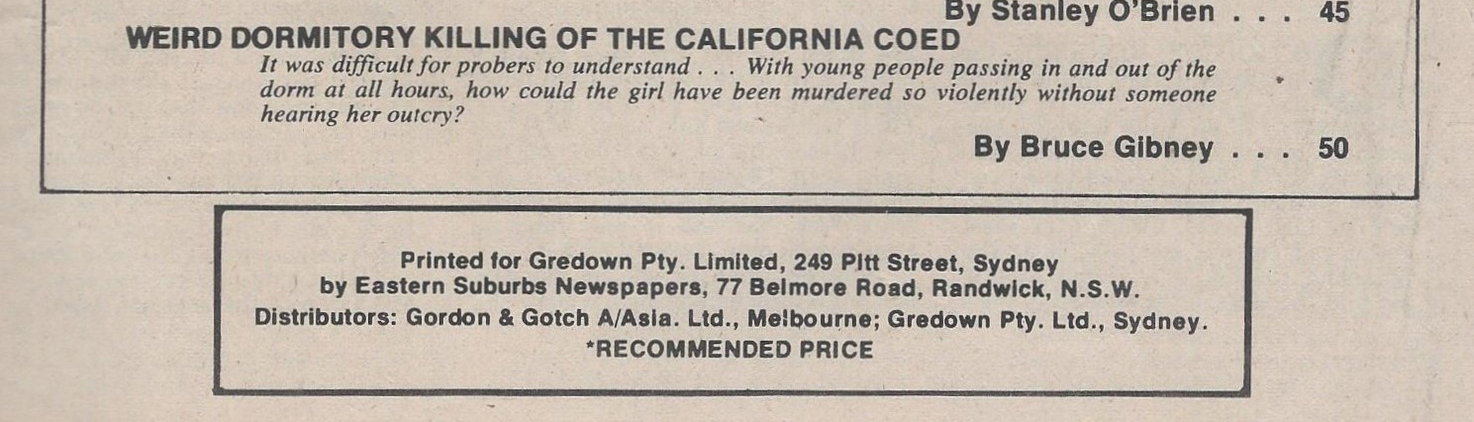 By Stanley O'Brien . . . 45
WEIRD DORMITORY KILLING OF THE CALIFORNIA COED
It was difficult for probers to understand . . . With young people passing in and out of the
dorm at all hours, how could the girl have been murdered so violently without someone
hearing her outcry?
By Bruce Gibney . . . 50
Printed for Gredown Pty. Limited, 249 Pitt Street, Sydney
by Eastern Suburbs Newspapers, 77 Belmore Road, Randwick, N.S.W.
Distributors: Gordon & Gotch A/Asia. Ltd., Melbourne; Gredown Pty. Ltd., Sydney.
*RECOMMENDED PRICE